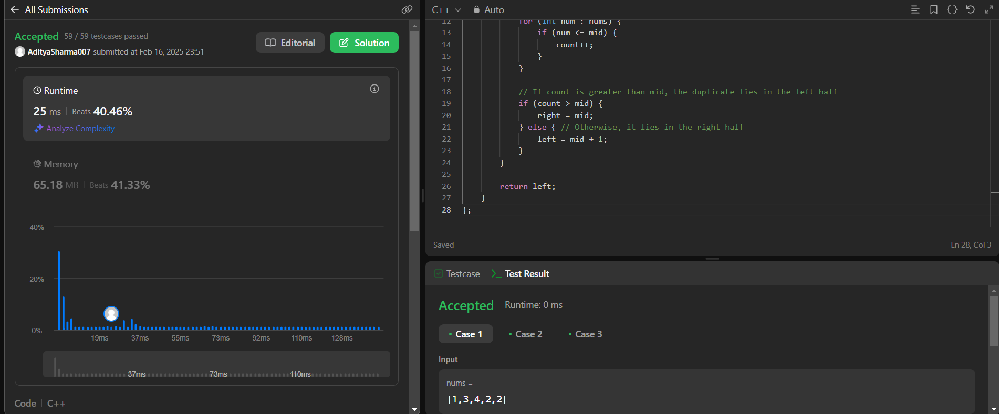 All Submissions
Accepted 59 / 59 testcases passed
AdityaSharma007 submitted at Feb 16, 2025 23:51
Editorial
Solution
Runtime
25 ms | Beats 40.46%
Analyze Complexity
Memory
65.18 MB | Beats 41.33%
40%
20%
0%
19ms 37ms 55ms 73ms 92ms 110ms 128ms
37ms 73ms 110ms
Code | C++
C++ Auto
12 for (int num : nums) {
13 if (num <= mid) {
14 count++;
15 }
16 }
17
18 // If count is greater than mid, the duplicate lies in the left half
19 if (count > mid) {
20 right = mid;
21 } else { // Otherwise, it lies in the right half
22 left = mid + 1;
23 }
24 }
25
26 return left;
27 }
28 };
Saved
Ln 28, Col 3
Testcase | Test Result
Accepted Runtime: 0 ms
• Case 1 • Case 2 • Case 3
Input
nums =
[1,3,4,2,2]